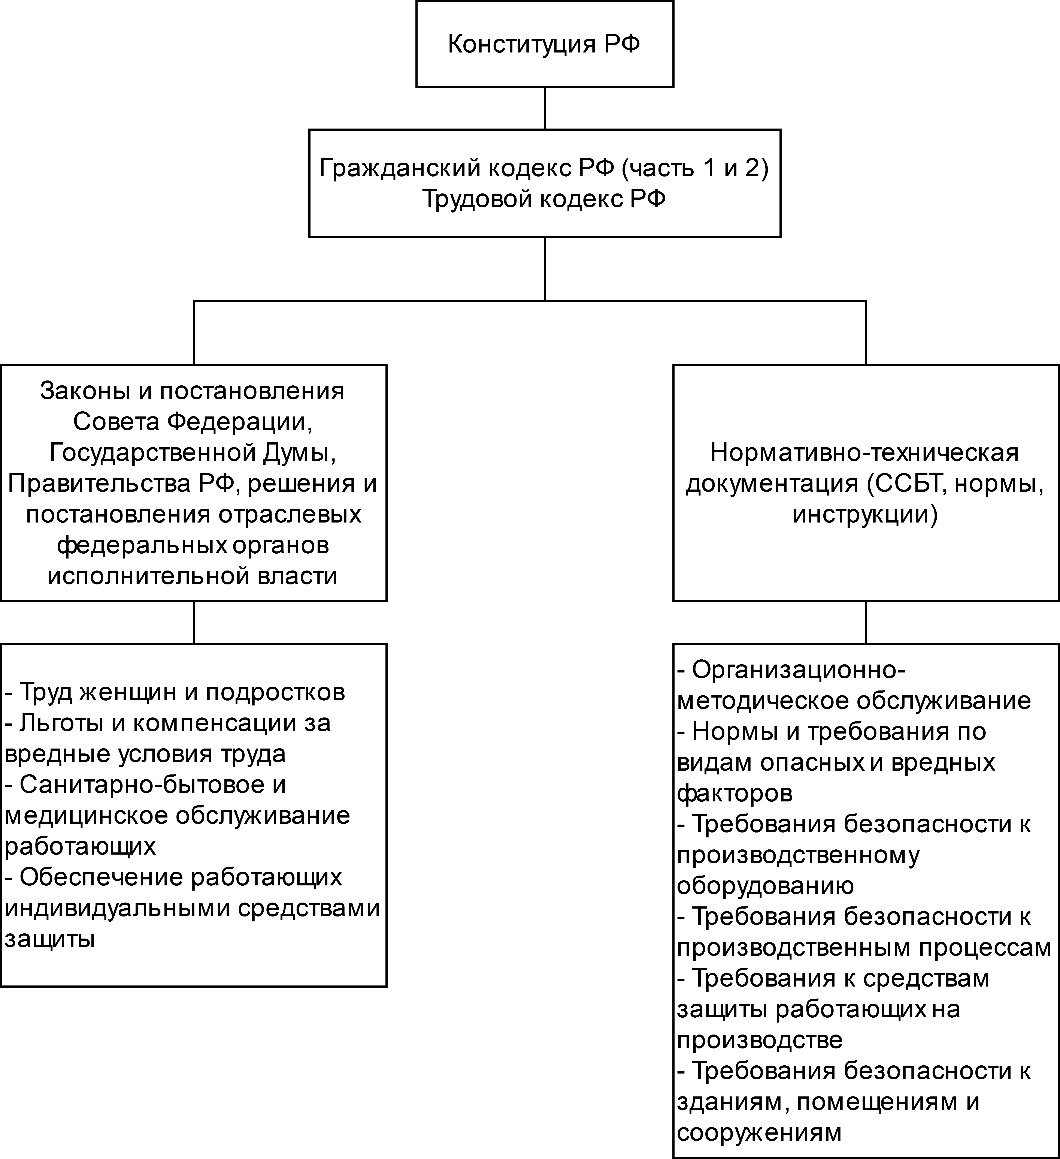 Конституция РФ
Гражданский кодекс РФ (часть 1 и 2)
Трудовой кодекс РФ
Законы и постановления
Совета Федерации,
Государственной Думы,
Правительства РФ, решения и
постановления отраслевых
федеральных органов
исполнительной власти
Нормативно-техническая
документация (ССБТ, нормы,
инструкции)
- Труд женщин и подростков
- Льготы и компенсации за
вредные условия труда
- Санитарно-бытовое и
медицинское обслуживание
работающих
- Обеспечение работающих
индивидуальными средствами
защиты
- Организационно-
методическое обслуживание
- Нормы и требования по
видам опасных и вредных
факторов
- Требования безопасности к
производственному
оборудованию
- Требования безопасности к
производственным процессам
- Требования к средствам
защиты работающих на
производстве
- Требования безопасности к
зданиям, помещениям и
сооружениям